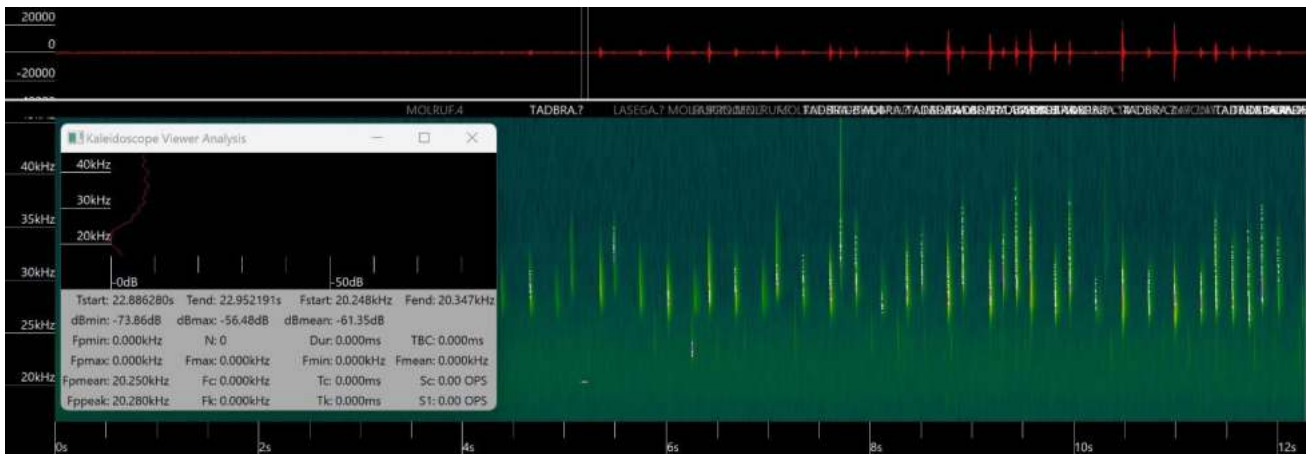 20000
0
-20000
MOLRUF.4 TADBRA.? LASEGA.?
Kaleidoscope Viewer Analysis
40kHz
30kHz
20kHz
-0dB -50dB
Tstart: 22.886280s Tend: 22.952191s Fstart: 20.248kHz Fend: 20.347kHz
dBmin: -73.86dB dBmax: -56.48dB dBmean: -61.35dB
Fpmin: 0.000kHz N: 0 Dur: 0.000ms TBC: 0.000ms
Fpmax: 0.000kHz Fmax: 0.000kHz Fmin: 0.000kHz Fmean: 0.000kHz
Fpmean: 20.250kHz Fc: 0.000kHz Tc: 0.000ms Sc: 0.00 OPS
Fppeak: 20.280kHz Fk: 0.000kHz Tk: 0.000ms S1: 0.00 OPS
40kHz
35kHz
30kHz
25kHz
20kHz
0s 2s 4s 6s 8s 10s 12s